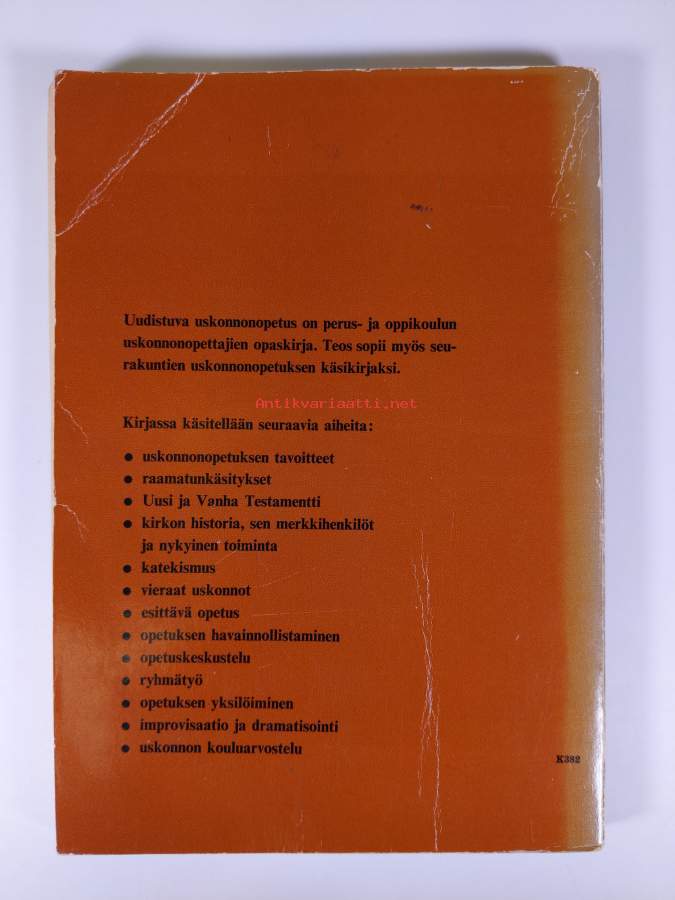 Uudistuva uskonnonopetus on perus- ja oppikoulun
uskonnonopettajien opaskirja. Teos sopii myös seu-
rakuntien uskonnonopetuksen käsikirjaksi.
Antikvariaatti.net
Kirjassa käsitellään seuraavia aiheita:
• uskonnonopetuksen tavoitteet
• raamatunkäsitykset
• Uusi ja Vanha Testamentti
• kirkon historia, sen merkkihenkilöt
ja nykyinen toiminta
• katekismus
• vieraat uskonnot
• esittävä opetus
• opetuksen havainnollistaminen
• opetuskeskustelu
• ryhmätyö
• opetuksen yksilöiminen
• improvisaatio ja dramatisointi
• uskonnon kouluarvostelu
K382